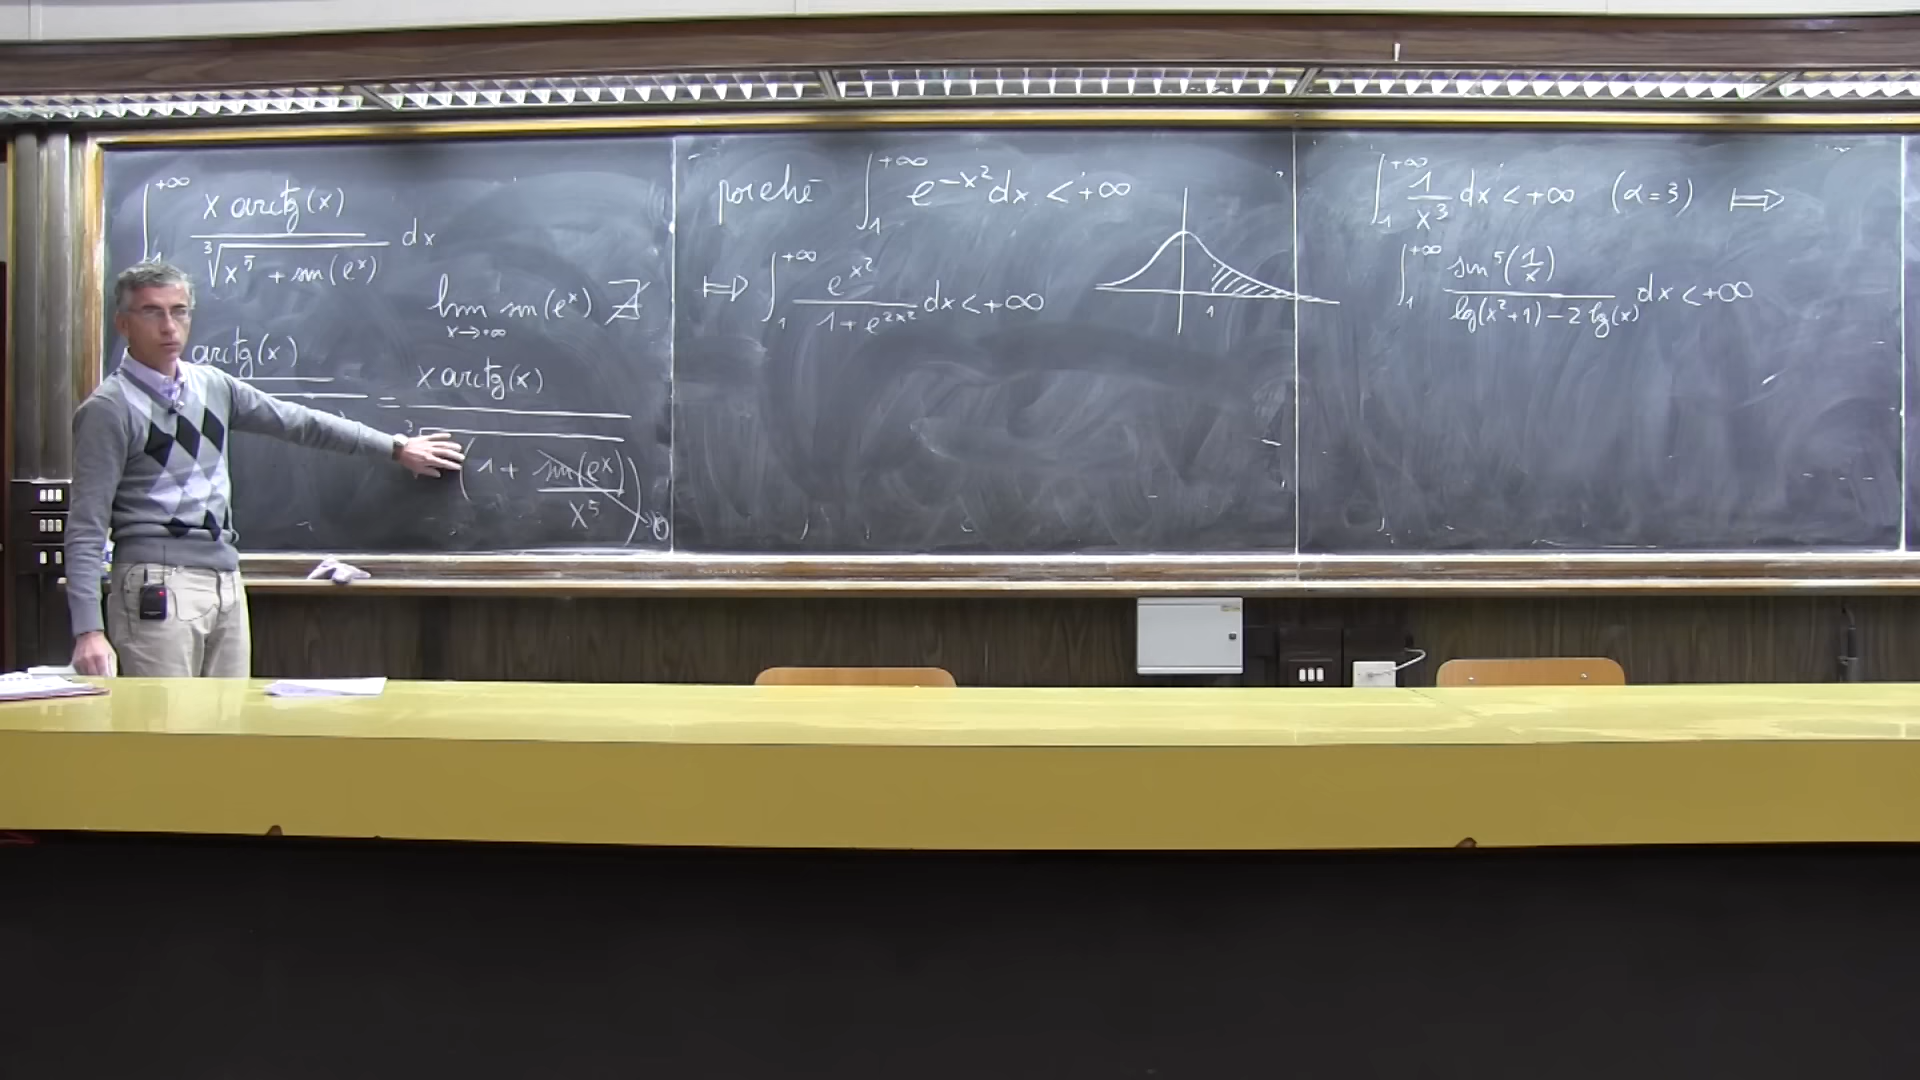 ∫₁^{+∞} x arctg(x) / ∛(x⁵ + sin(eˣ)) dx
lim_{x→+∞} sin(eˣ) ∄
arctg(x) = x arctg(x) / ∛( (1 + sin(eˣ)/x⁵) ) → 0
perché ∫₁^{+∞} e^{-x²} dx < +∞
⟹ ∫₁^{+∞} e^{x²} / (1 + e^{2x²}) dx < +∞
1
∫₁^{+∞} 1/x³ dx < +∞ (α = 3) ⟹
∫₁^{+∞} sin⁵(1/x) / (lg(x²+1) − 2 lg(x)) dx < +∞